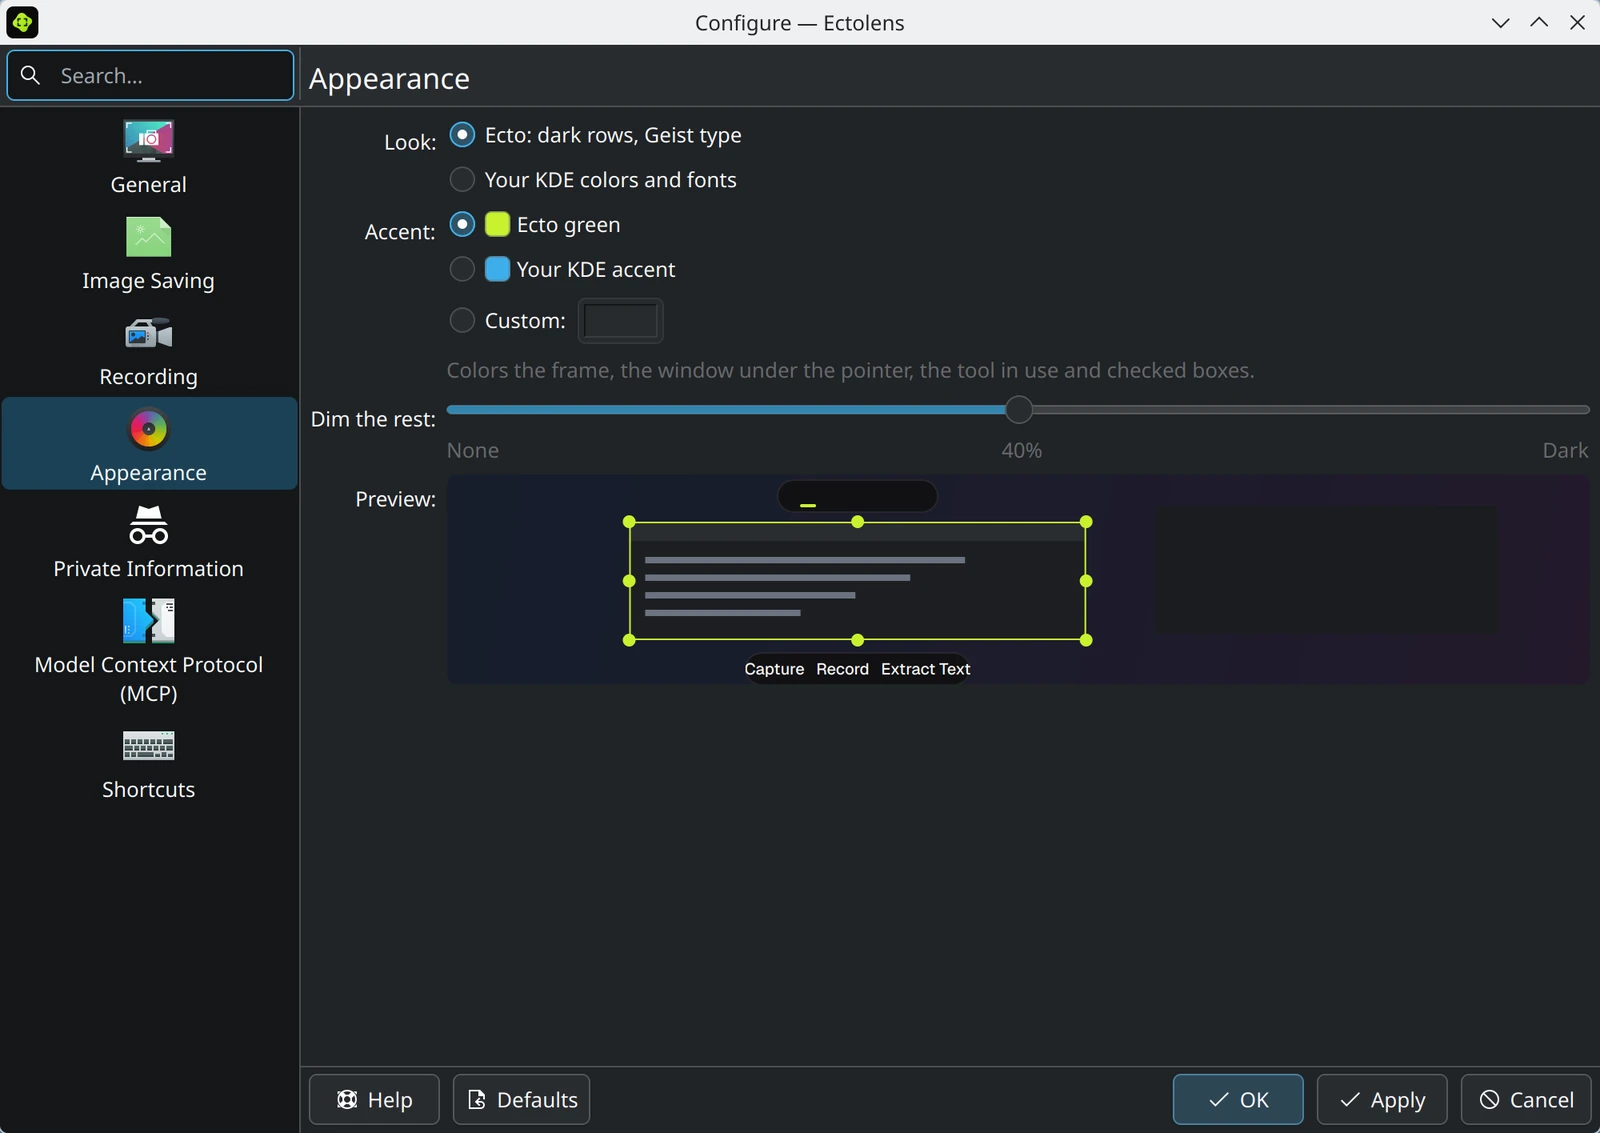 Configure — Ectolens
Search...
Appearance
General
Image Saving
Recording
Appearance
Private Information
Model Context Protocol
(MCP)
Shortcuts
Look:
Ecto: dark rows, Geist type
Your KDE colors and fonts
Accent:
Ecto green
Your KDE accent
Custom:
Colors the frame, the window under the pointer, the tool in use and checked boxes.
Dim the rest:
None 40% Dark
Preview:
Capture Record Extract Text
Help Defaults OK Apply Cancel